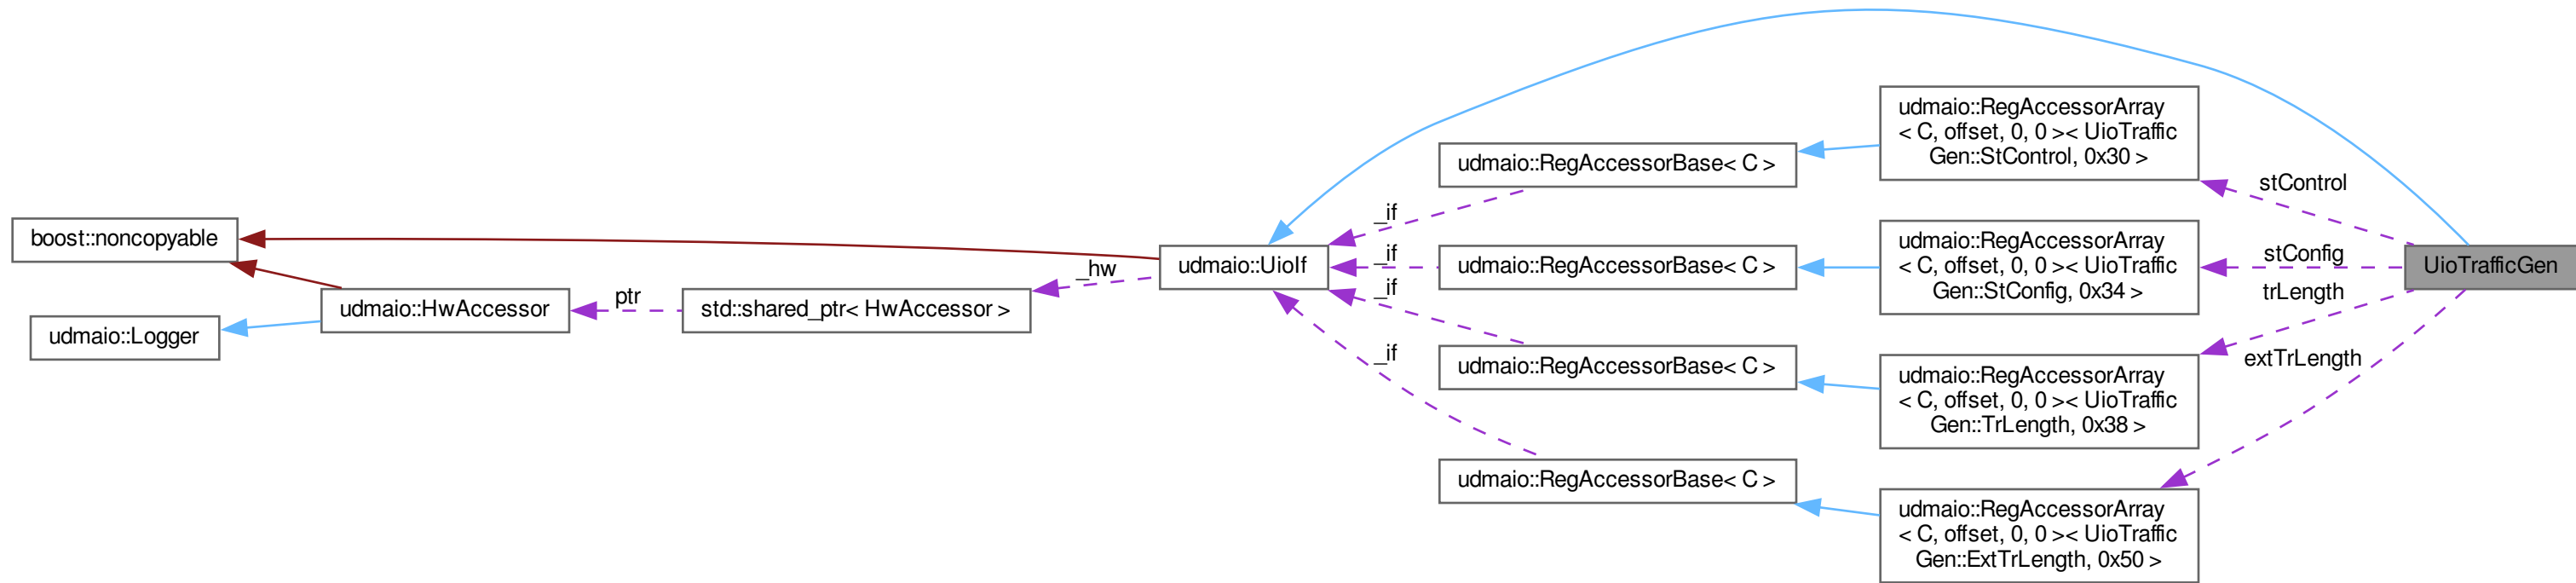 boost::noncopyable
udmaio::Logger
udmaio::HwAccessor
ptr
std::shared_ptr< HwAccessor >
_hw
udmaio::UioIf
_if
_if
_if
_if
udmaio::RegAccessorBase< C >
udmaio::RegAccessorBase< C >
udmaio::RegAccessorBase< C >
udmaio::RegAccessorBase< C >
udmaio::RegAccessorArray
< C, offset, 0, 0 >< UioTraffic
Gen::StControl, 0x30 >
udmaio::RegAccessorArray
< C, offset, 0, 0 >< UioTraffic
Gen::StConfig, 0x34 >
udmaio::RegAccessorArray
< C, offset, 0, 0 >< UioTraffic
Gen::TrLength, 0x38 >
udmaio::RegAccessorArray
< C, offset, 0, 0 >< UioTraffic
Gen::ExtTrLength, 0x50 >
stControl
stConfig
trLength
extTrLength
UioTrafficGen